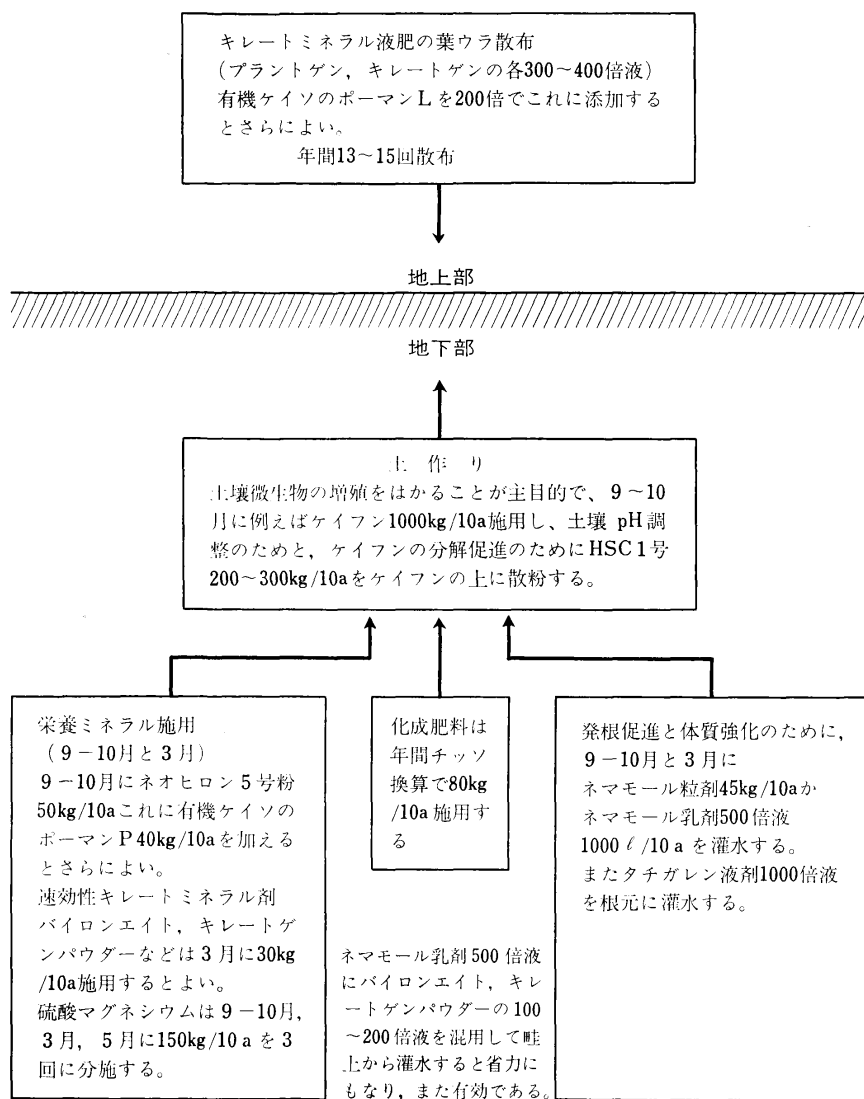 キレートミネラル液肥の葉ウラ散布
(プラントゲン，キレートゲンの各300～400倍液)
有機ケイソのポーマンLを200倍でこれに添加する
とさらによい。
年間13～15回散布
地上部
地下部
土作り
土壌微生物の増殖をはかることが主目的で、9～10
月に例えばケイフン1000kg/10a施用し、土壌 pH調
整のためと，ケイフンの分解促進のためにHSC1号
200～300kg/10aをケイフンの上に散粉する。
栄養ミネラル施用
(9－10月と3月)
9－10月にネオヒロン5号粉
50kg/10aこれに有機ケイソの
ポーマンP40kg/10aを加える
とさらによい。
速効性キレートミネラル剤
バイロンエイト，キレートゲ
ンパウダーなどは3月に30kg
/10a施用するとよい。
硫酸マグネシウムは9－10月，
3月，5月に150kg/10aを3
回に分施する。
化成肥料は
年間チッソ
換算で80kg
/10a施用す
る
ネマモール乳剤500倍液
にバイロンエイト，キレ
ートゲンパウダーの100
～200倍液を混用して畦
上から灌水すると省力に
もなり，また有効である。
発根促進と体質強化のために，
9－10月と3月に
ネマモール粒剤45kg/10aか
ネマモール乳剤500倍液
1000ℓ/10aを灌水する。
またタチガレン液剤1000倍液
を根元に灌水する。